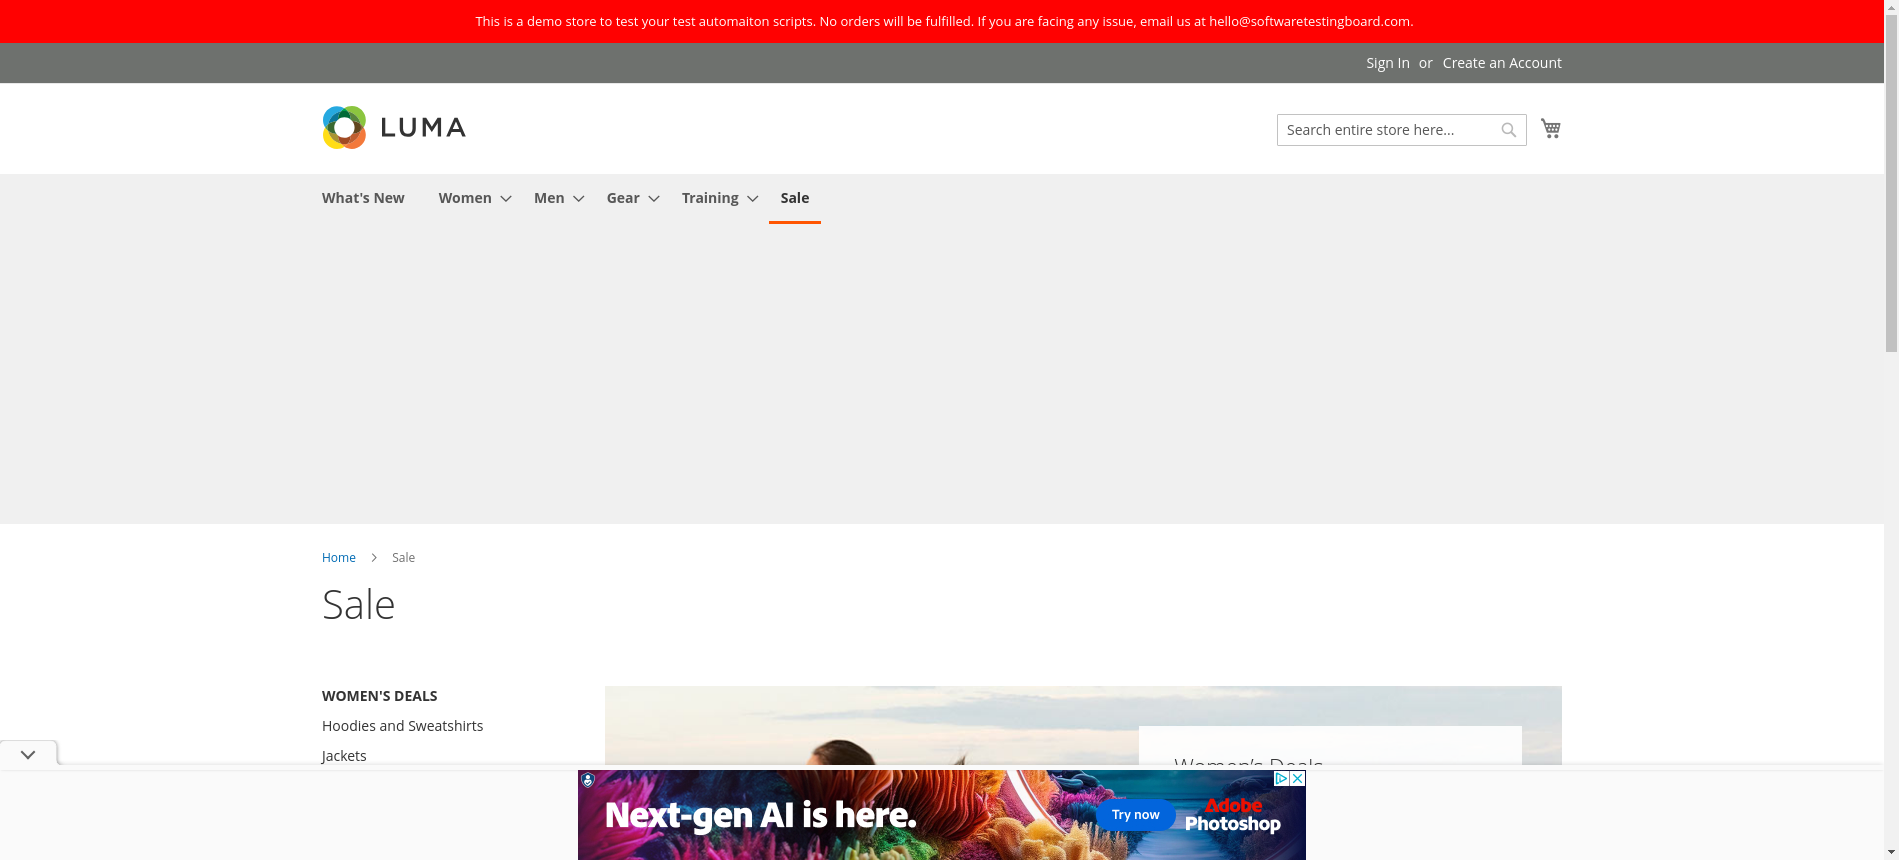 This is a demo store to test your test automaiton scripts. No orders will be fulfilled. If you are facing any issue, email us at hello@softwaretestingboard.com.
Sign In or Create an Account
LUMA
Search entire store here...
What's New Women Men Gear Training Sale
Home Sale
Sale
WOMEN'S DEALS
Hoodies and Sweatshirts
Jackets
Women's Deals
Next-gen AI is here.
Try now
Adobe
Photoshop